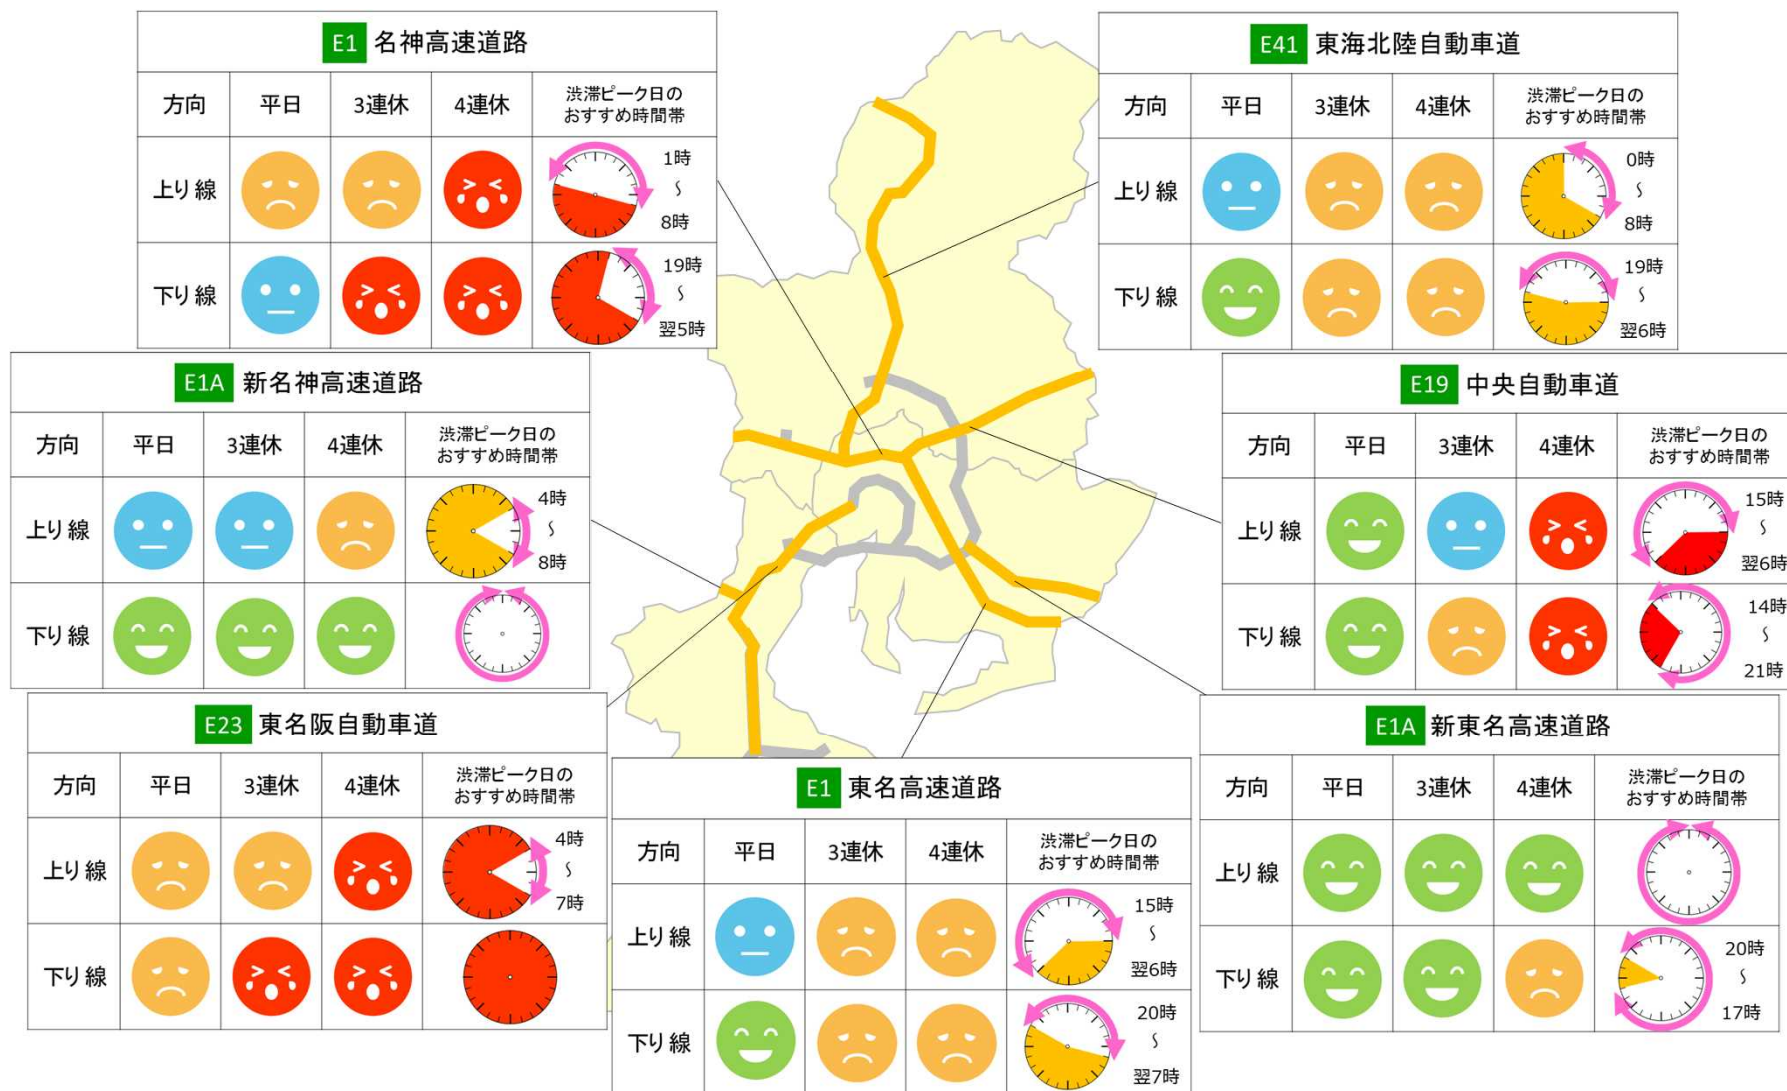 E1 名神高速道路
方向 平日 3連休 4連休 渋滞ピーク日の
おすすめ時間帯
上り線 1時
～
8時
下り線 19時
～
翌5時
E41 東海北陸自動車道
方向 平日 3連休 4連休 渋滞ピーク日の
おすすめ時間帯
上り線 0時
～
8時
下り線 19時
～
翌6時
E1A 新名神高速道路
方向 平日 3連休 4連休 渋滞ピーク日の
おすすめ時間帯
上り線 4時
～
8時
下り線
E19 中央自動車道
方向 平日 3連休 4連休 渋滞ピーク日の
おすすめ時間帯
上り線 15時
～
翌6時
下り線 14時
～
21時
E23 東名阪自動車道
方向 平日 3連休 4連休 渋滞ピーク日の
おすすめ時間帯
上り線 4時
～
7時
下り線
E1 東名高速道路
方向 平日 3連休 4連休 渋滞ピーク日の
おすすめ時間帯
上り線 15時
～
翌6時
下り線 20時
～
翌7時
E1A 新東名高速道路
方向 平日 3連休 4連休 渋滞ピーク日の
おすすめ時間帯
上り線
下り線 20時
～
17時